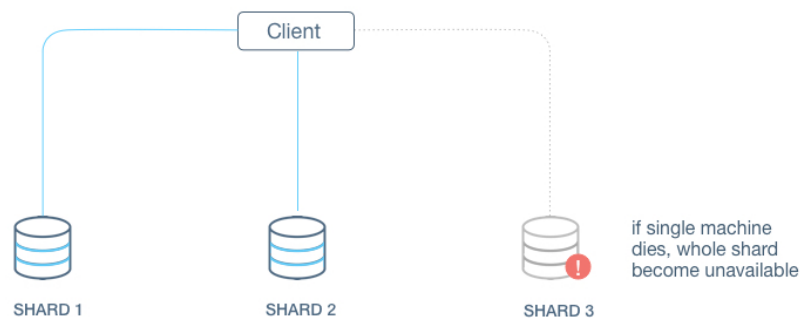 Client
if single machine
dies, whole shard
become unavailable
!
SHARD 1
SHARD 2
SHARD 3